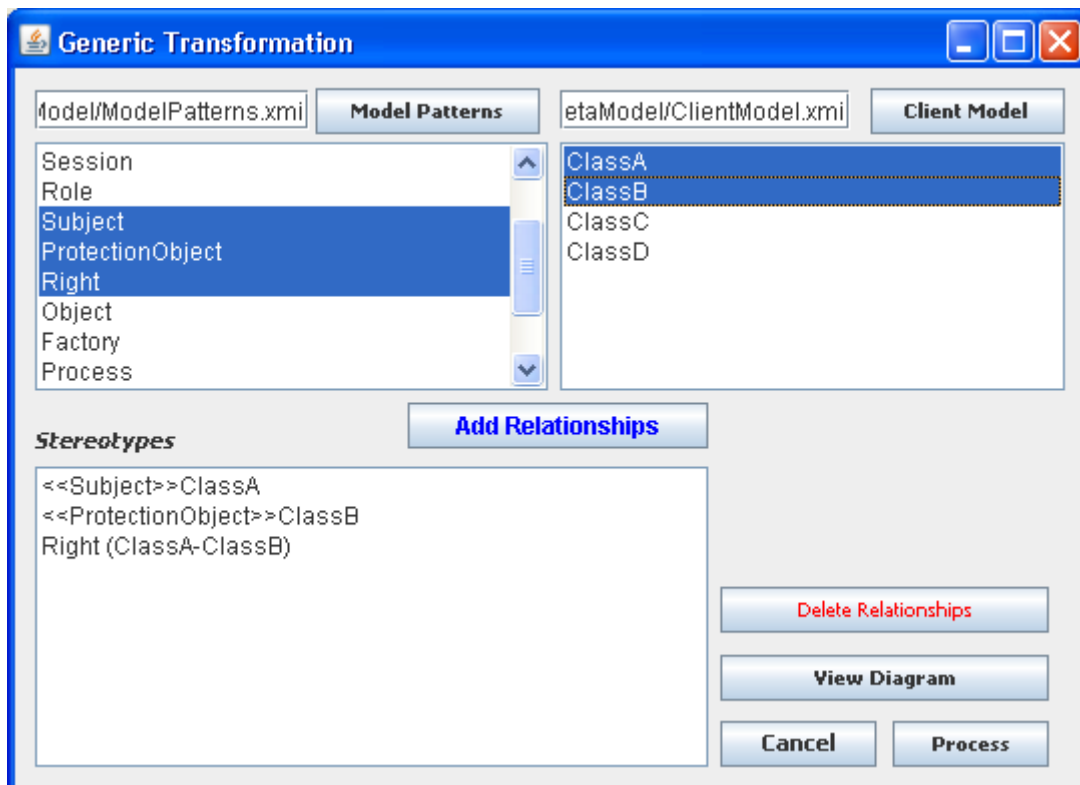 Generic Transformation
Model/ModelPatterns.xmi Model Patterns etaModel/ClientModel.xmi Client Model
Session
Role
Subject
ProtectionObject
Right
Object
Factory
Process
ClassA
ClassB
ClassC
ClassD
Add Relationships
Stereotypes
<<Subject>>ClassA
<<ProtectionObject>>ClassB
Right (ClassA-ClassB)
Delete Relationships
View Diagram
Cancel Process